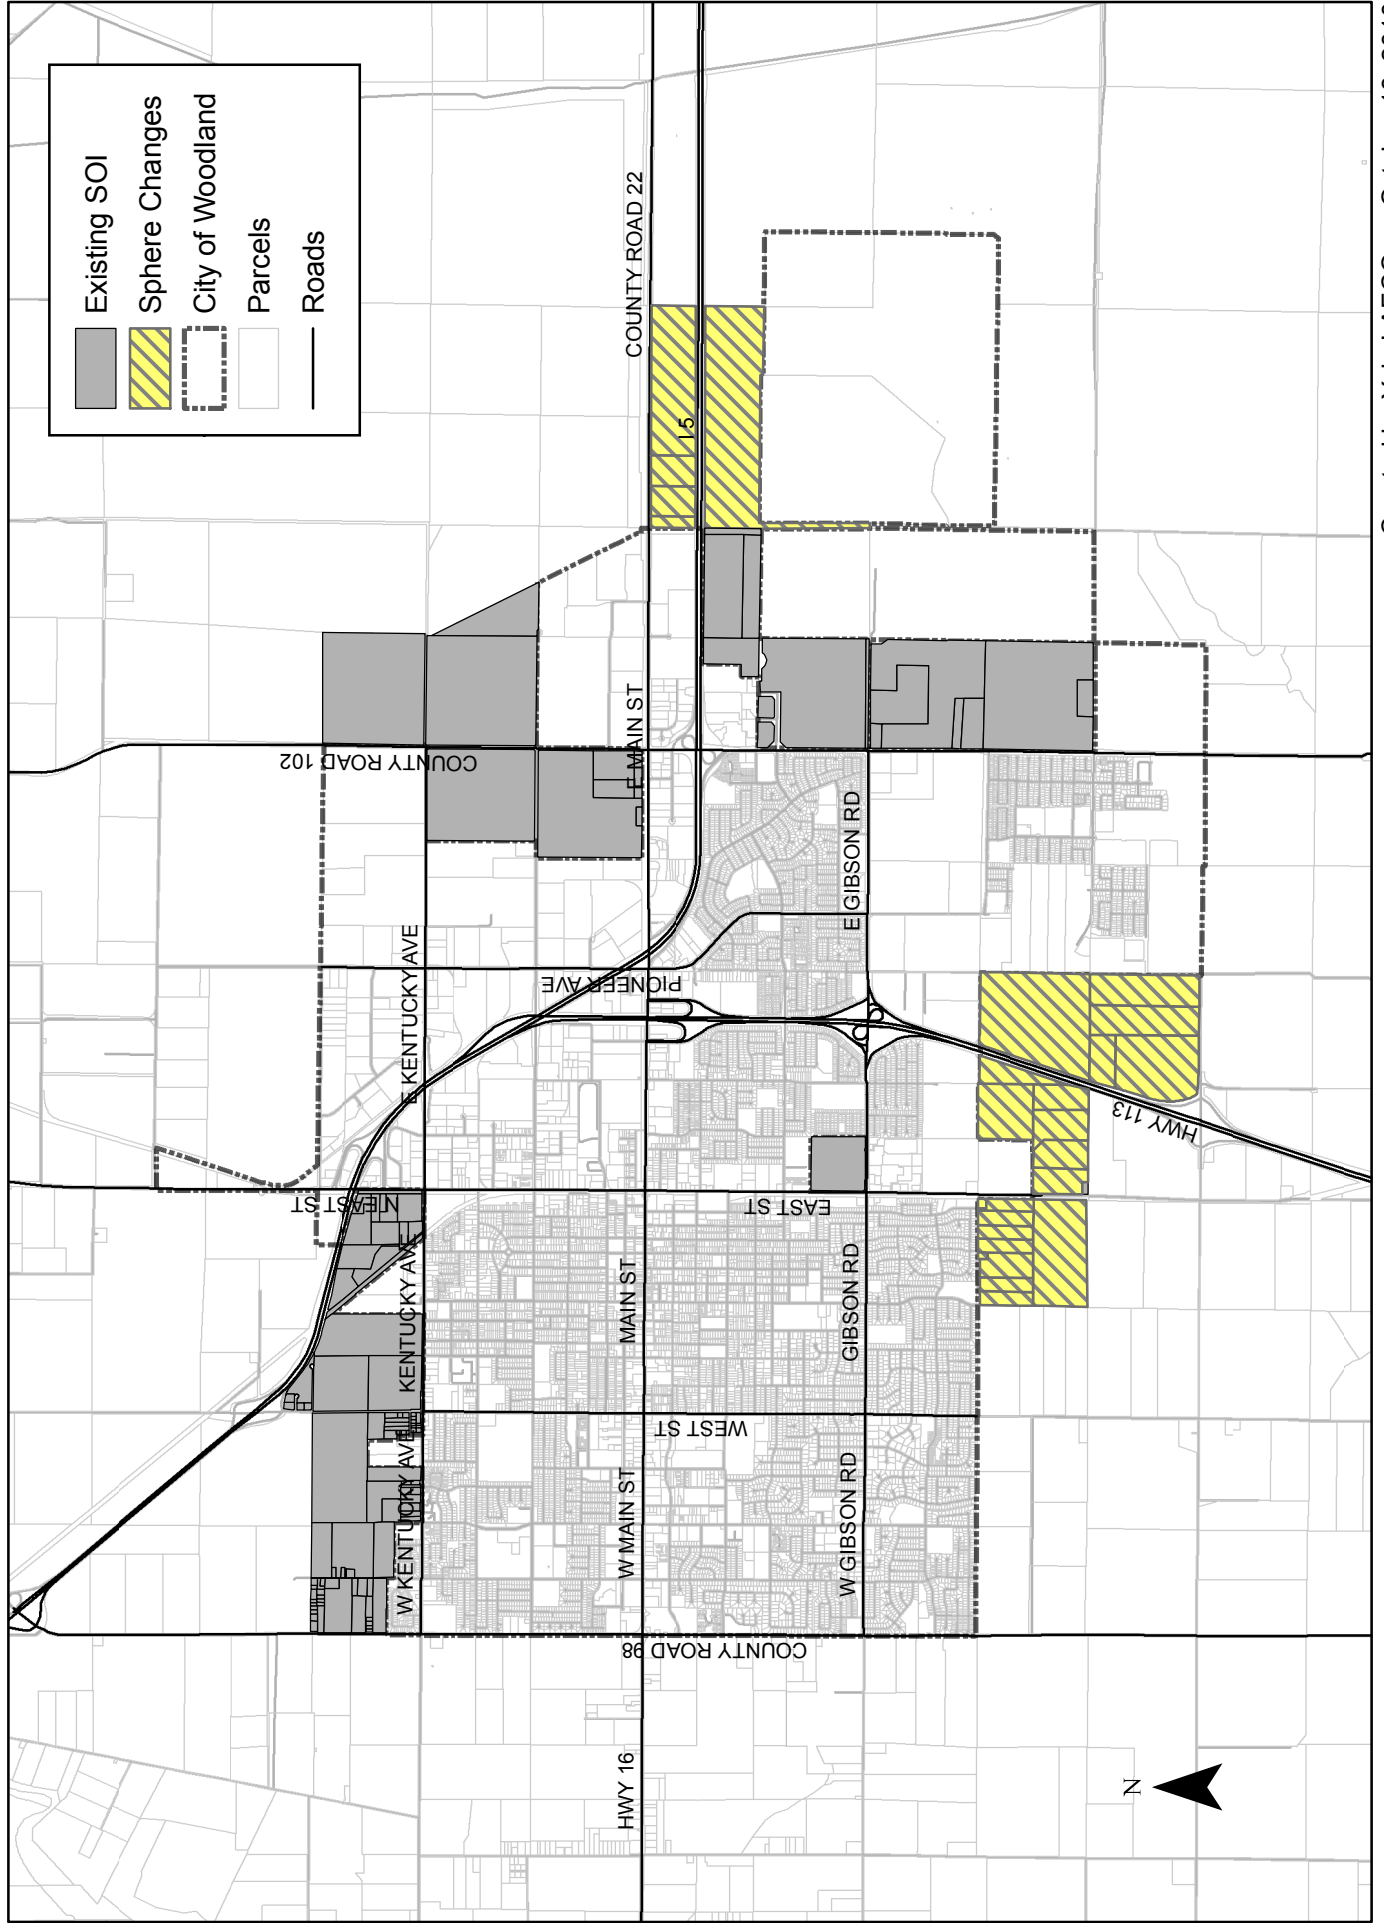 Existing SOI
Sphere Changes
City of Woodland
Parcels
Roads
COUNTY ROAD 22
I 5
COUNTY ROAD 102
E MAIN ST
E GIBSON RD
E KENTUCKY AVE
PIONEER AVE
HWY 113
N EAST ST
EAST ST
KENTUCKY AVE
MAIN ST
GIBSON RD
WEST ST
W KENTUCKY AVE
W MAIN ST
W GIBSON RD
COUNTY ROAD 98
HWY 16
N